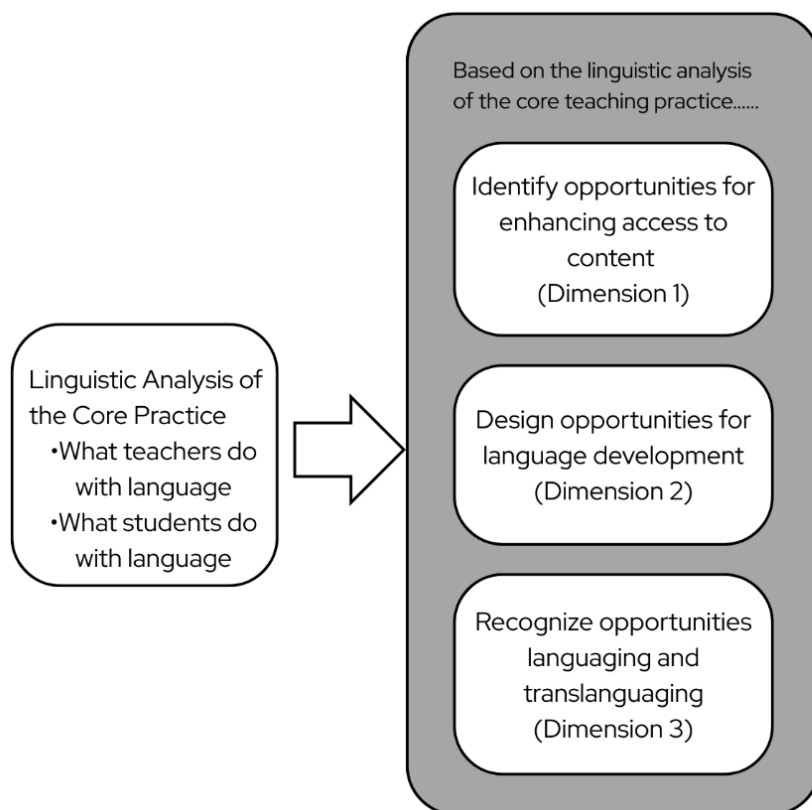 Based on the linguistic analysis
of the core teaching practice......
Identify opportunities for
enhancing access to
content
(Dimension 1)
Linguistic Analysis of
the Core Practice
•What teachers do
with language
•What students do
with language
Design opportunities for
language development
(Dimension 2)
Recognize opportunities
languaging and
translanguaging
(Dimension 3)